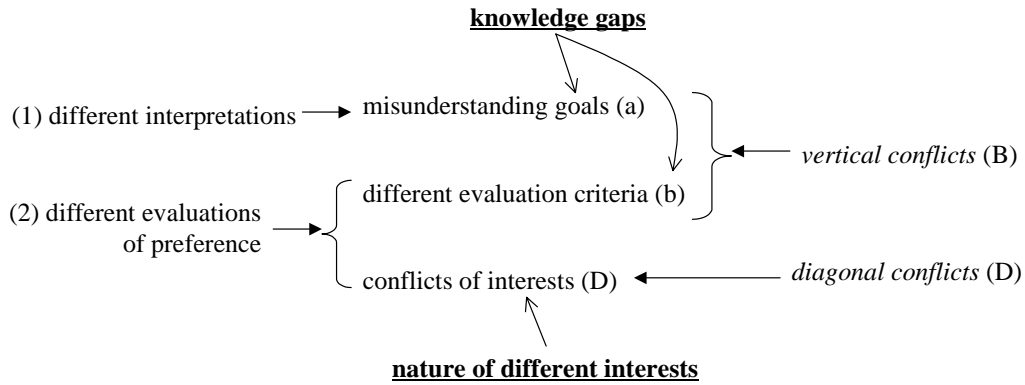 knowledge gaps
(1) different interpretations
misunderstanding goals (a)
vertical conflicts (B)
different evaluation criteria (b)
(2) different evaluations
of preference
conflicts of interests (D)
diagonal conflicts (D)
nature of different interests